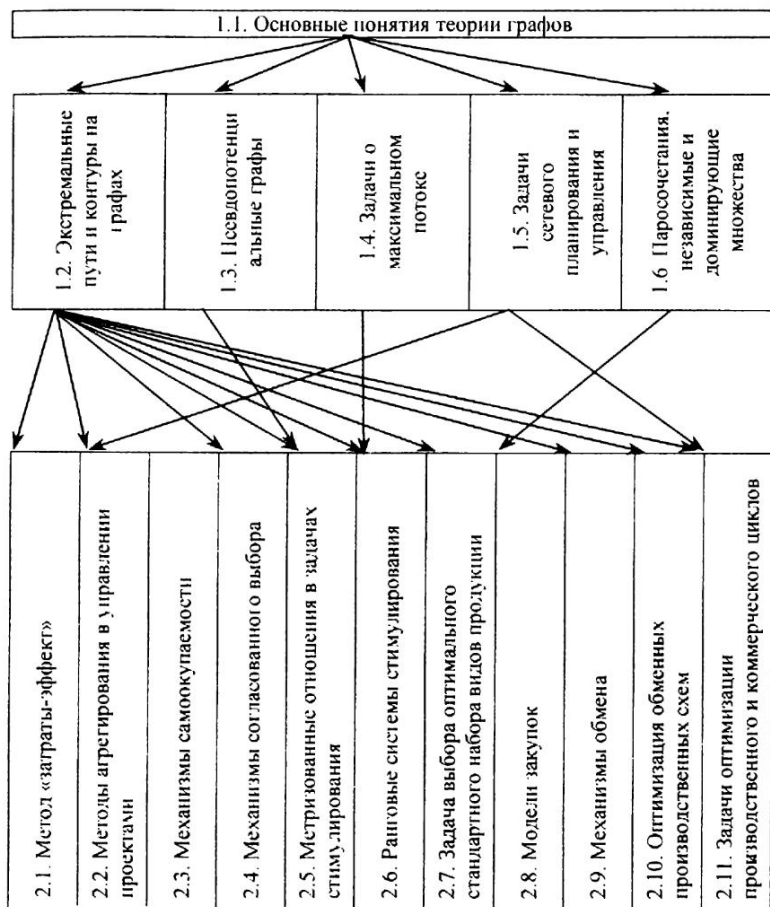 1.1. Основные понятия теории графов
1.2. Экстремальные
пути и контуры на
графах
1.3. Псевдопотенци
альные графы
1.4. Задачи о
максимальном
потоке
1.5. Задачи
сетевого
планирования и
управления
1.6 Паросочетания.
независимые и
доминирующие
множества
2.1. Метод «затраты-эффект»
2.2. Методы агрегирования в управлении
проектами
2.3. Механизмы самоокупаемости
2.4. Механизмы согласованного выбора
2.5. Метризованные отношения в задачах
стимулирования
2.6. Ранговые системы стимулирования
2.7. Задача выбора оптимального
стандартного набора видов продукции
2.8. Модели закупок
2.9. Механизмы обмена
2.10. Оптимизация обменных
производственных схем
2.11. Задачи оптимизации
производственного и коммерческого циклов